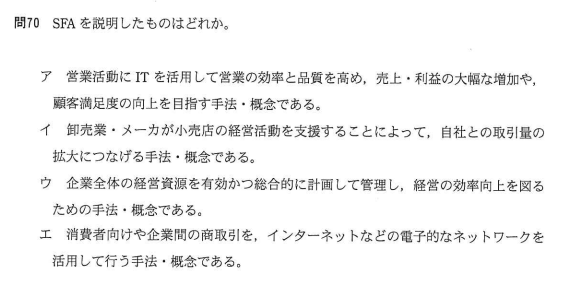 問70 SFAを説明したものはどれか。
ア 営業活動にITを活用して営業の効率と品質を高め，売上・利益の大幅な増加や，
顧客満足度の向上を目指す手法・概念である。
イ 卸売業・メーカが小売店の経営活動を支援することによって，自社との取引量の
拡大につなげる手法・概念である。
ウ 企業全体の経営資源を有効かつ総合的に計画して管理し，経営の効率向上を図る
ための手法・概念である。
エ 消費者向けや企業間の商取引を，インターネットなどの電子的なネットワークを
活用して行う手法・概念である。